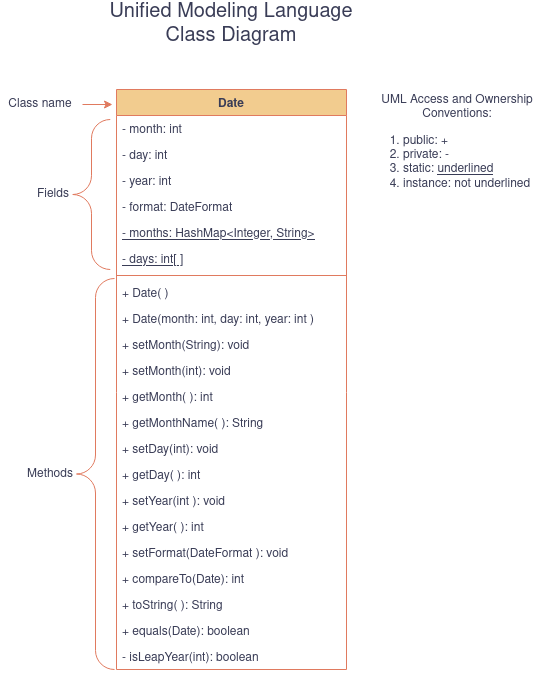 Unified Modeling Language
Class Diagram
Class name
Date
UML Access and Ownership
Conventions:
1. public: +
2. private: -
3. static: underlined
4. instance: not underlined
Fields
- month: int
- day: int
- year: int
- format: DateFormat
- months: HashMap<Integer, String>
- days: int[ ]
Methods
+ Date( )
+ Date(month: int, day: int, year: int )
+ setMonth(String): void
+ setMonth(int): void
+ getMonth( ): int
+ getMonthName( ): String
+ setDay(int): void
+ getDay( ): int
+ setYear(int ): void
+ getYear( ): int
+ setFormat(DateFormat ): void
+ compareTo(Date): int
+ toString( ): String
+ equals(Date): boolean
- isLeapYear(int): boolean